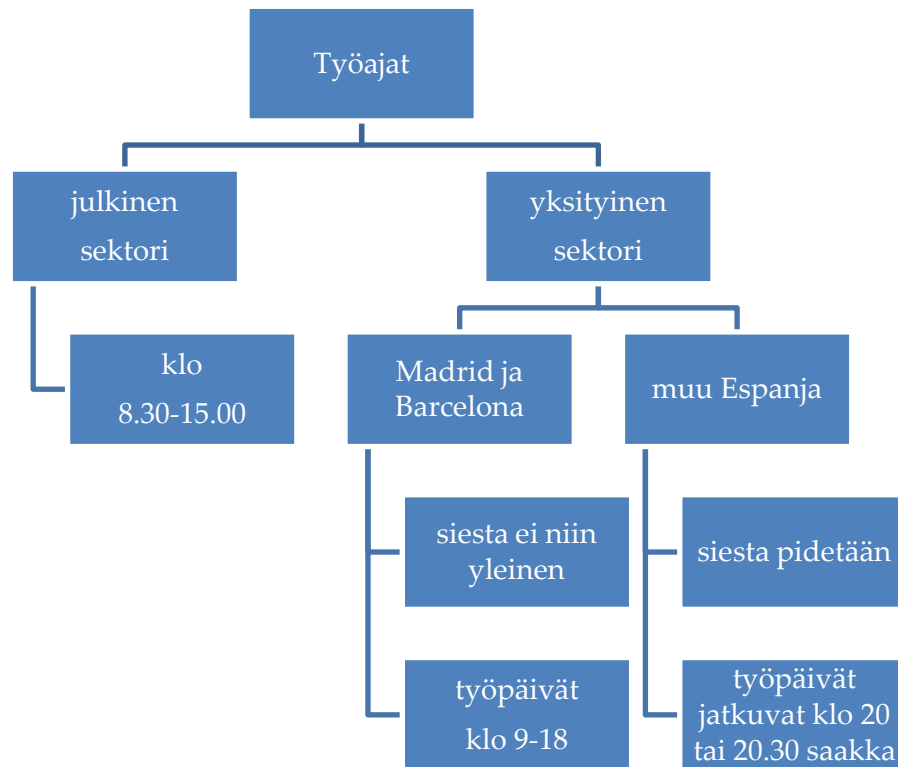 Työajat
julkinen
sektori
klo
8.30-15.00
yksityinen
sektori
Madrid ja
Barcelona
siesta ei niin
yleinen
työpäivät
klo 9-18
muu Espanja
siesta pidetään
työpäivät
jatkuvat klo 20
tai 20.30 saakka